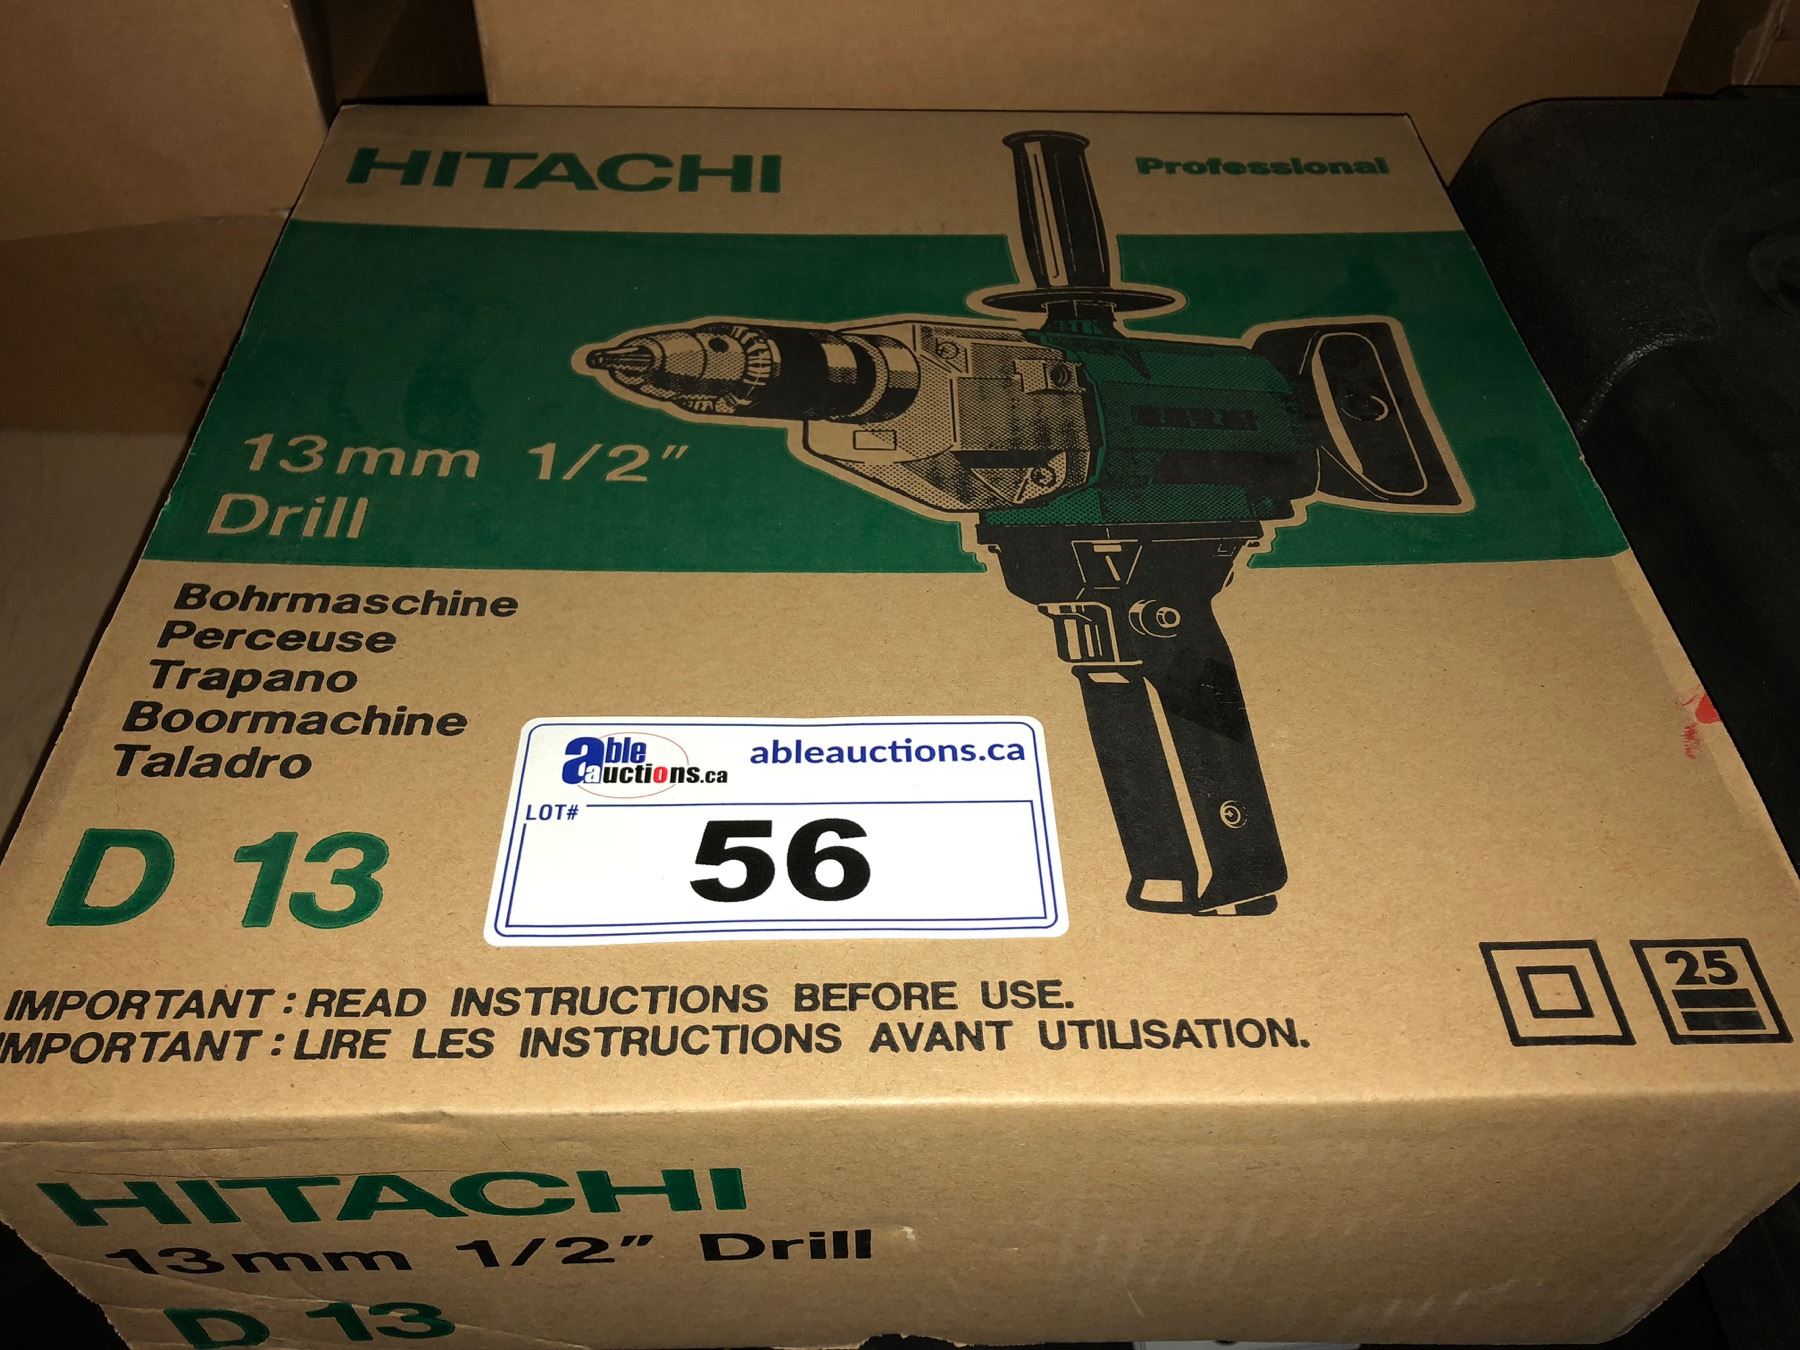 HITACHI
Professional
13mm 1/2"
Drill
Bohrmaschine
Perceuse
Trapano
Boormachine
Taladro
D 13
able auctions.ca
ableauctions.ca
LOT#
56
IMPORTANT : READ INSTRUCTIONS BEFORE USE.
IMPORTANT : LIRE LES INSTRUCTIONS AVANT UTILISATION.
25
HITACHI
13mm 1/2" Drill
D 13